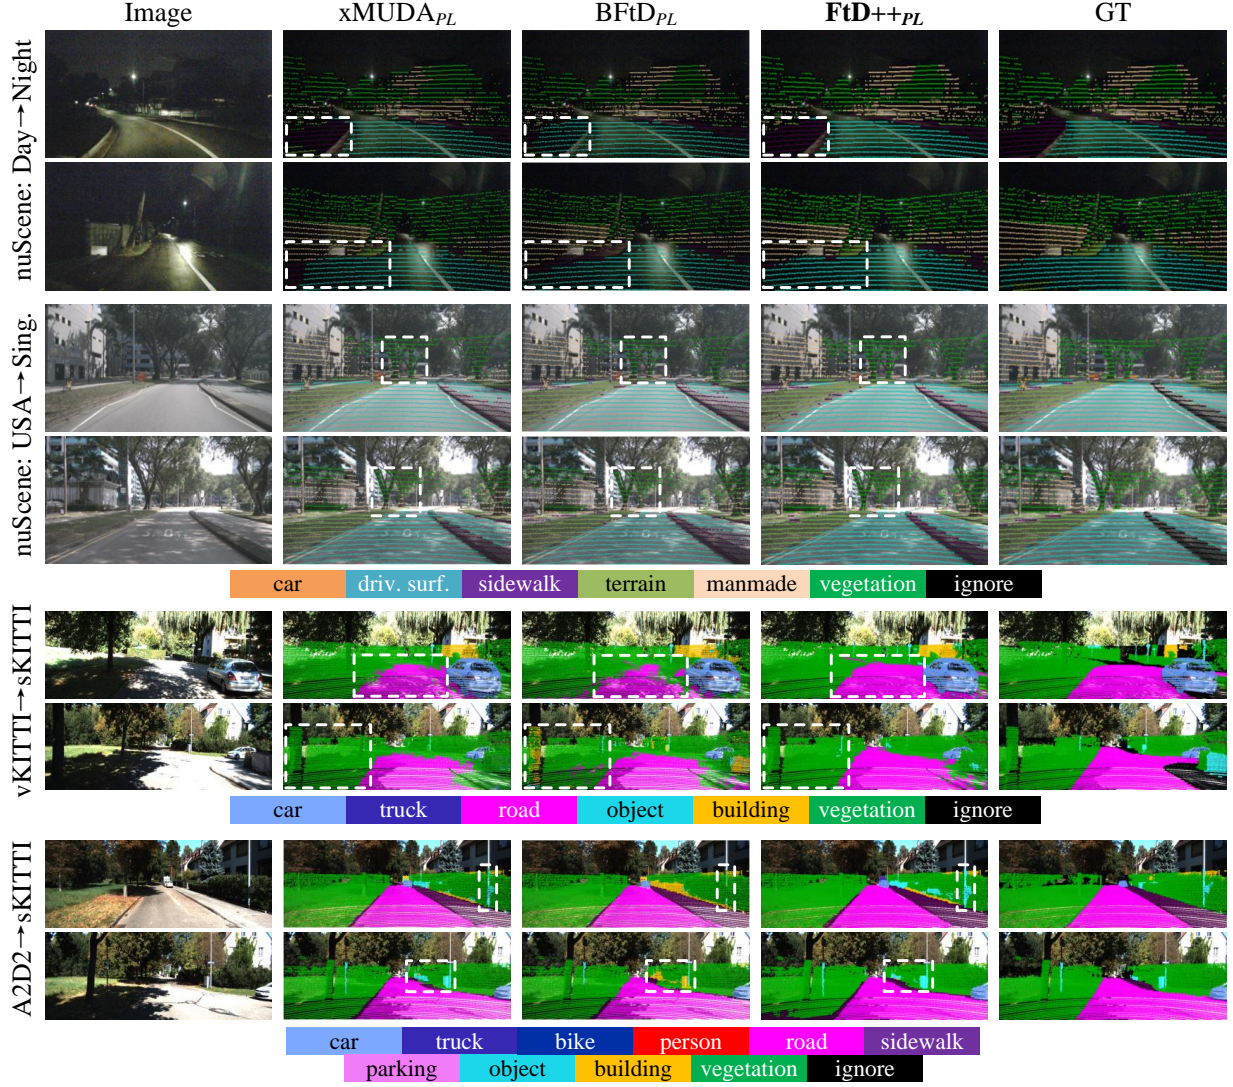 Image xMUDA_PL BFtD_PL FtD++_PL GT
nuScene: Day→Night
nuScene: USA→Sing.
car driv. surf. sidewalk terrain manmade vegetation ignore
vKITTI→sKITTI
car truck road object building vegetation ignore
A2D2→sKITTI
car truck bike person road sidewalk
parking object building vegetation ignore